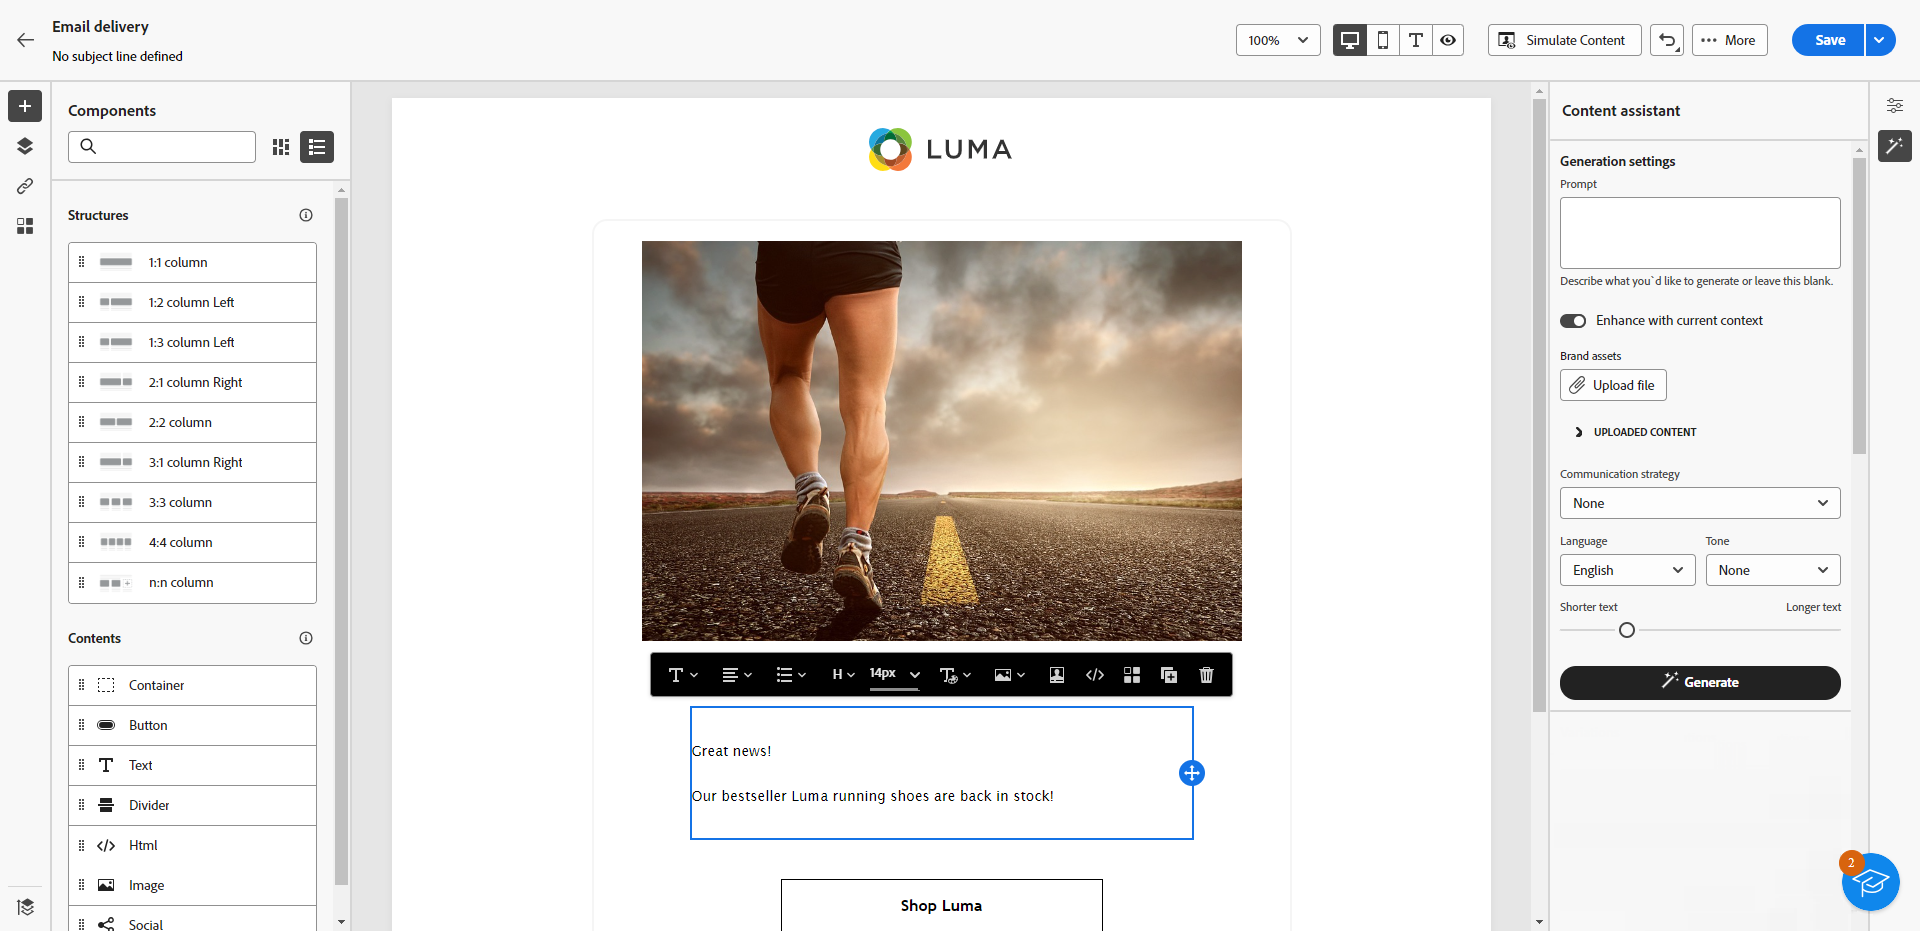 Email delivery
No subject line defined
100%
Simulate Content
More
Save
Components
Structures
1:1 column
1:2 column Left
1:3 column Left
2:1 column Right
2:2 column
3:1 column Right
3:3 column
4:4 column
n:n column
Contents
Container
Button
Text
Divider
Html
Image
Social
LUMA
H
14px
Great news!
Our bestseller Luma running shoes are back in stock!
Shop Luma
Content assistant
Generation settings
Prompt
Describe what you`d like to generate or leave this blank.
Enhance with current context
Brand assets
Upload file
UPLOADED CONTENT
Communication strategy
None
Language Tone
English None
Shorter text Longer text
Generate
2